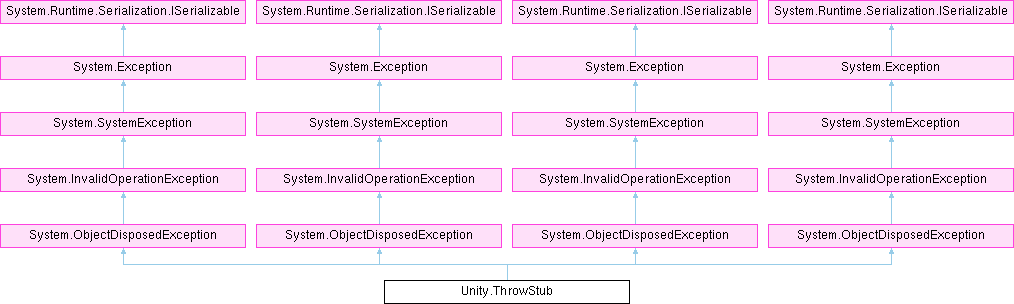 System.Runtime.Serialization.ISerializable System.Runtime.Serialization.ISerializable System.Runtime.Serialization.ISerializable System.Runtime.Serialization.ISerializable
System.Exception System.Exception System.Exception System.Exception
System.SystemException System.SystemException System.SystemException System.SystemException
System.InvalidOperationException System.InvalidOperationException System.InvalidOperationException System.InvalidOperationException
System.ObjectDisposedException System.ObjectDisposedException System.ObjectDisposedException System.ObjectDisposedException
Unity.ThrowStub